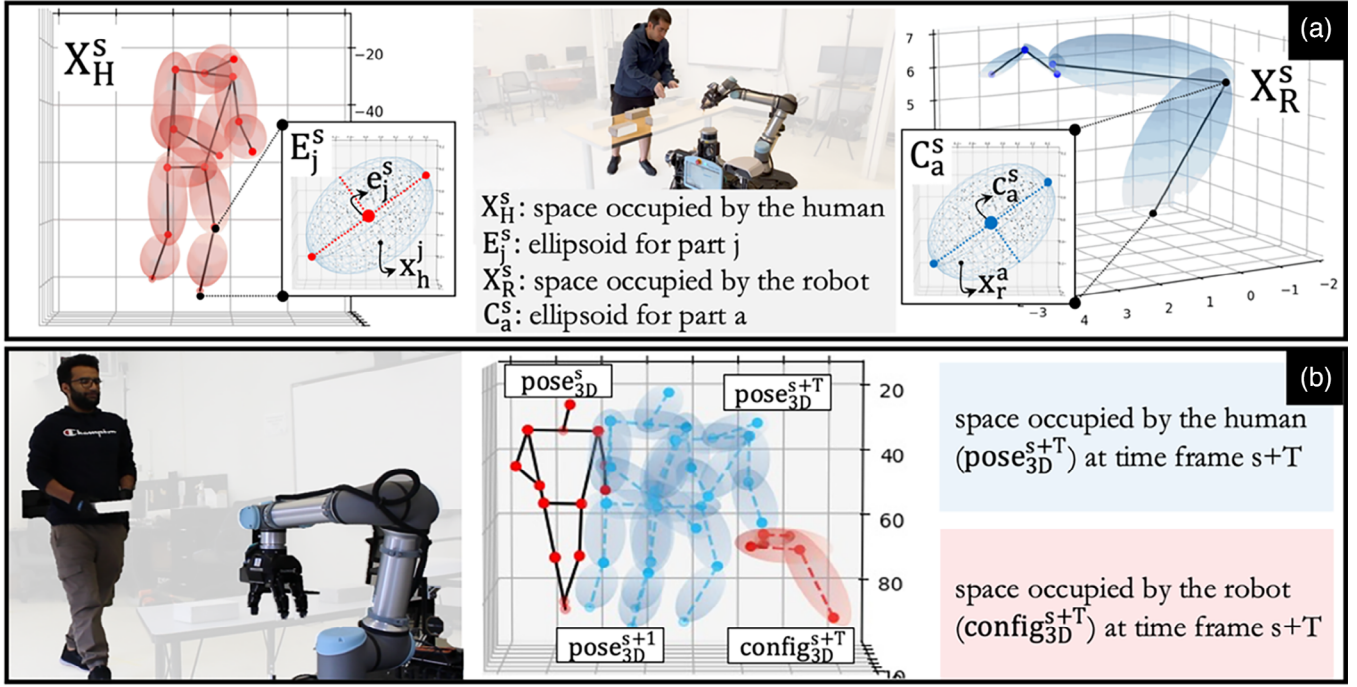 (a)
X_H^s
−20
−40
E_j^s
e_j^s
x_h^j
X_H^s: space occupied by the human
E_j^s: ellipsoid for part j
X_R^s: space occupied by the robot
C_a^s: ellipsoid for part a
7
6
5
X_R^s
C_a^s
c_a^s
x_r^a
−3
4
3
2
1
0
−1
−2
(b)
Champion
pose_3D^s
pose_3D^{s+T}
20
40
60
80
pose_3D^{s+1}
config_3D^{s+T}
space occupied by the human
(pose_3D^{s+T}) at time frame s+T
space occupied by the robot
(config_3D^{s+T}) at time frame s+T